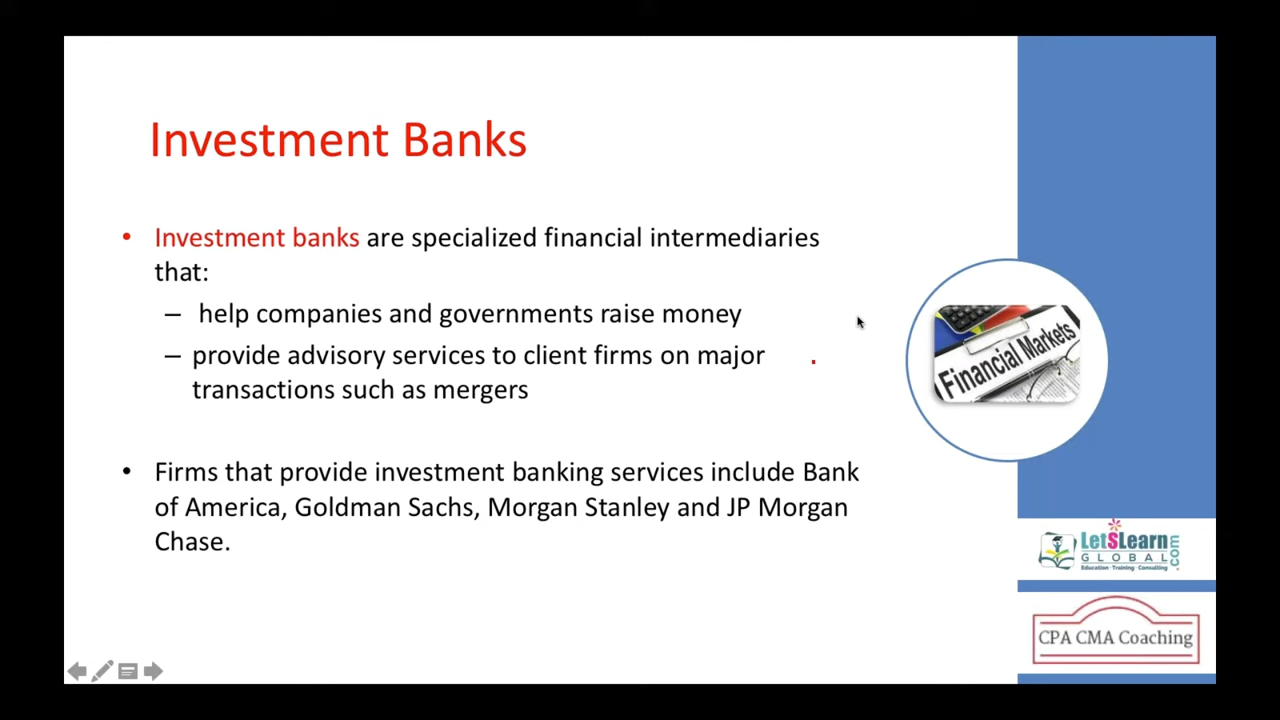 Investment Banks
• Investment banks are specialized financial intermediaries
that:
– help companies and governments raise money
– provide advisory services to client firms on major
transactions such as mergers
• Firms that provide investment banking services include Bank
of America, Goldman Sachs, Morgan Stanley and JP Morgan
Chase.
Financial Markets
LetSLearn
GLOBAL.com
Education·Training·Consulting
CPA CMA Coaching